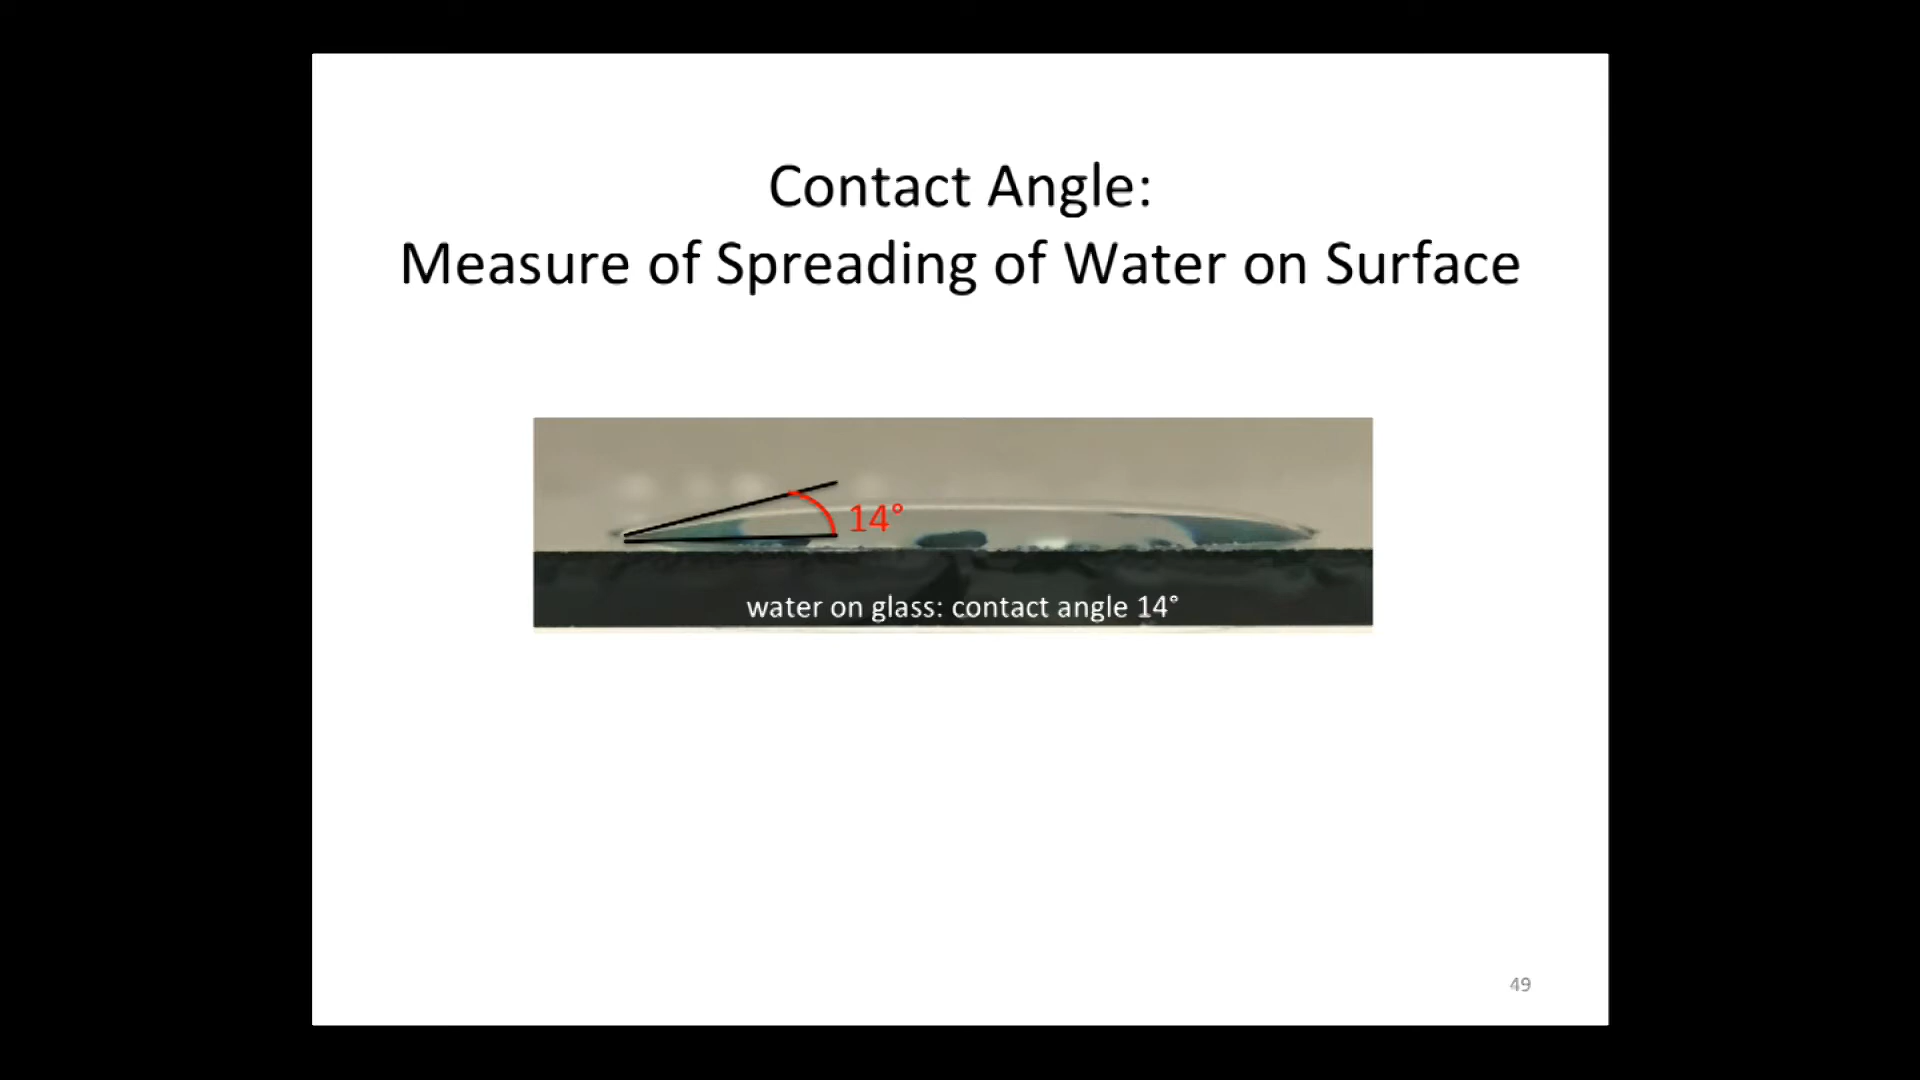 Contact Angle:
Measure of Spreading of Water on Surface
14°
water on glass: contact angle 14°
49